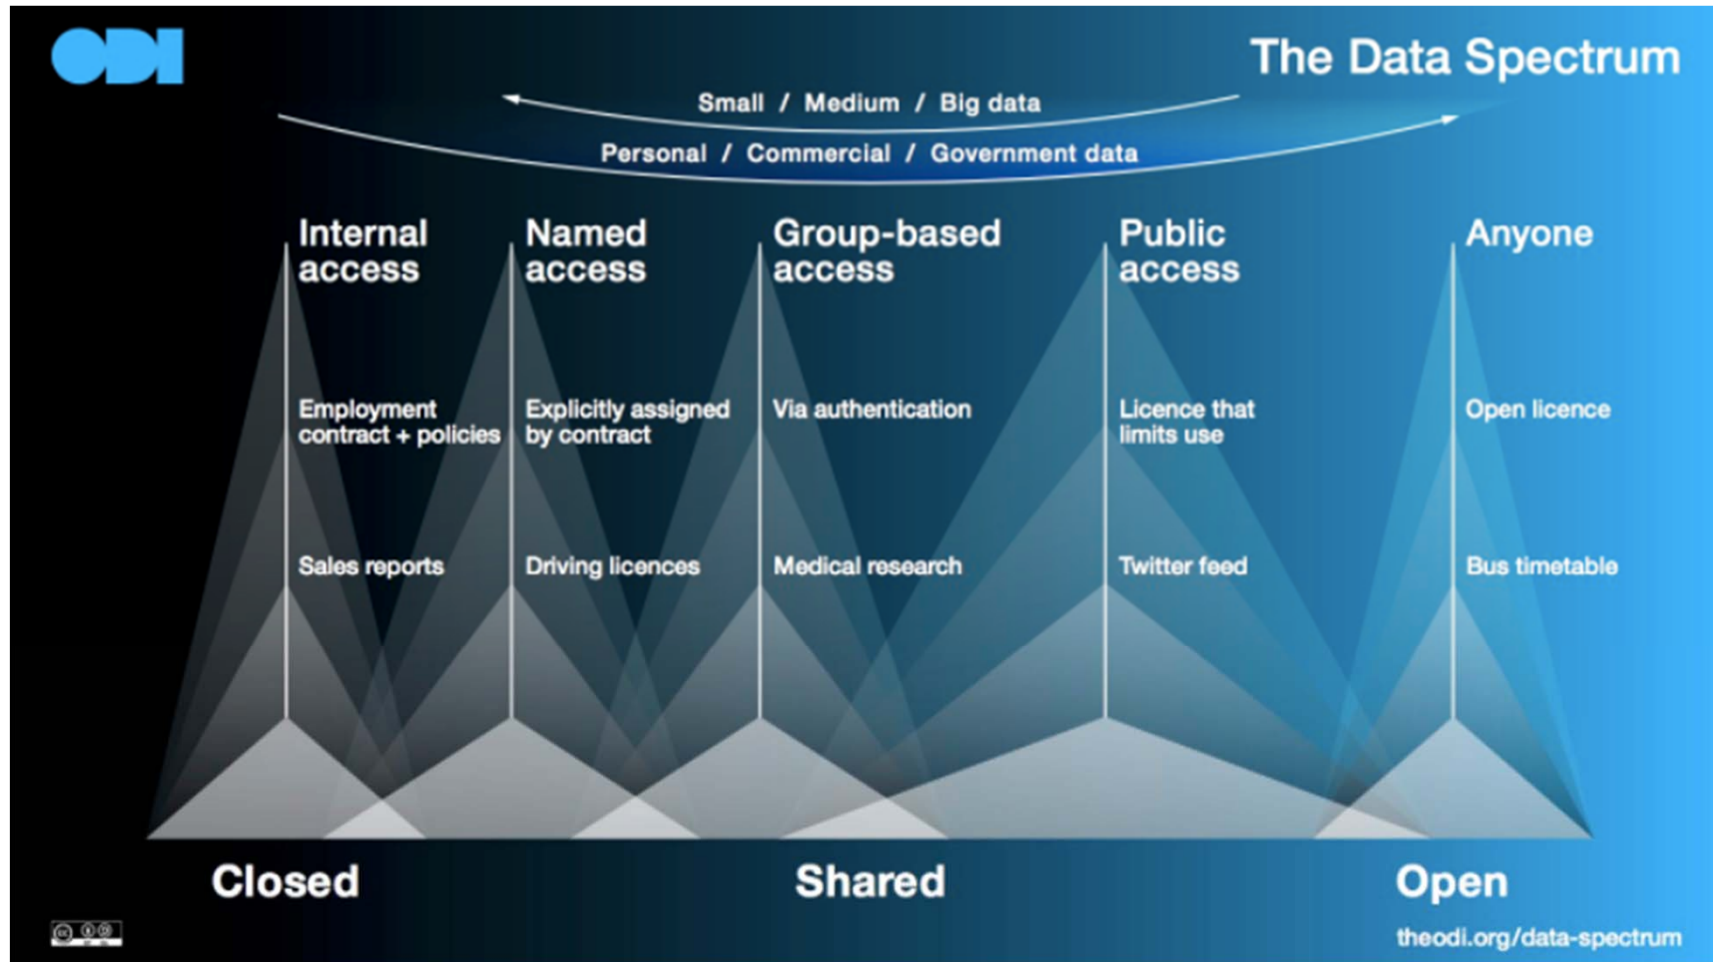 ODI
The Data Spectrum
Small / Medium / Big data
Personal / Commercial / Government data
Internal
access
Named
access
Group-based
access
Public
access
Anyone
Employment
contract + policies
Explicitly assigned
by contract
Via authentication
Licence that
limits use
Open licence
Sales reports
Driving licences
Medical research
Twitter feed
Bus timetable
Closed
Shared
Open
cc
theodi.org/data-spectrum